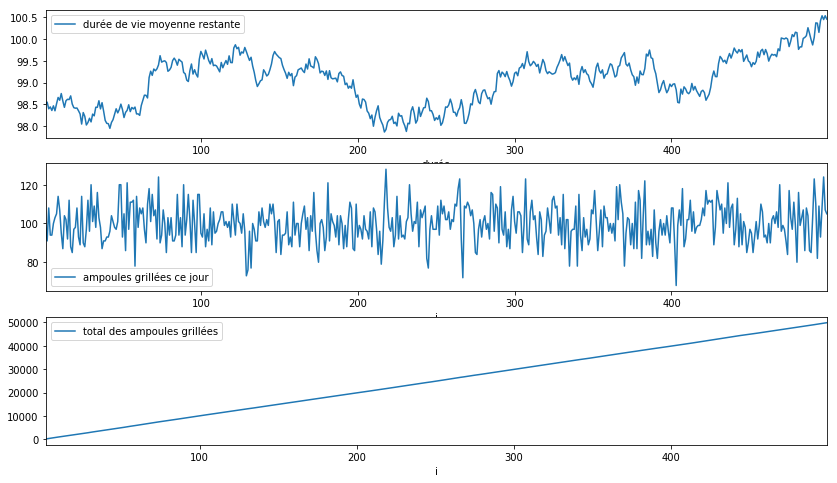 durée de vie moyenne restante
100.5
100.0
99.5
99.0
98.5
98.0
100 200 300 400
durée
120
100
80
ampoules grillées ce jour
100 200 300 400
i
total des ampoules grillées
50000
40000
30000
20000
10000
0
100 200 300 400
i